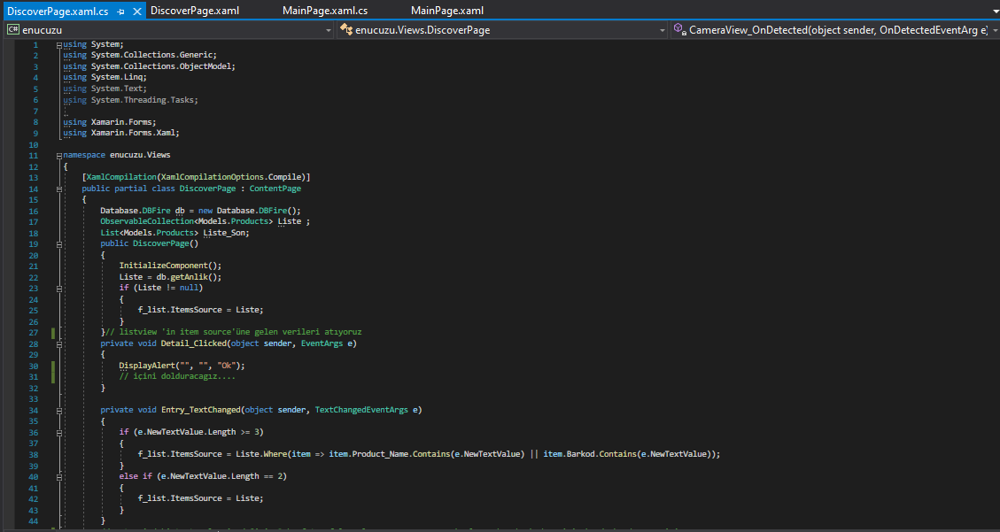 DiscoverPage.xaml.cs DiscoverPage.xaml MainPage.xaml.cs MainPage.xaml
C# enucuzu enucuzu.Views.DiscoverPage CameraView_OnDetected(object sender, OnDetectedEventArg e)
1 using System;
2 using System.Collections.Generic;
3 using System.Collections.ObjectModel;
4 using System.Linq;
5 using System.Text;
6 using System.Threading.Tasks;
7
8 using Xamarin.Forms;
9 using Xamarin.Forms.Xaml;
10
11 namespace enucuzu.Views
12 {
13 [XamlCompilation(XamlCompilationOptions.Compile)]
14 public partial class DiscoverPage : ContentPage
15 {
16 Database.DBFire db = new Database.DBFire();
17 ObservableCollection<Models.Products> Liste ;
18 List<Models.Products> Liste_Son;
19 public DiscoverPage()
20 {
21 InitializeComponent();
22 Liste = db.getAnlik();
23 if (Liste != null)
24 {
25 f_list.ItemsSource = Liste;
26 }
27 }// listview 'in item source'üne gelen verileri atıyoruz
28 private void Detail_Clicked(object sender, EventArgs e)
29 {
30 DisplayAlert("", "", "Ok");
31 // içini dolduracagız....
32 }
33
34 private void Entry_TextChanged(object sender, TextChangedEventArgs e)
35 {
36 if (e.NewTextValue.Length >= 3)
37 {
38 f_list.ItemsSource = Liste.Where(item => item.Product_Name.Contains(e.NewTextValue) || item.Barkod.Contains(e.NewTextValue));
39 }
40 else if (e.NewTextValue.Length == 2)
41 {
42 f_list.ItemsSource = Liste;
43 }
44 }